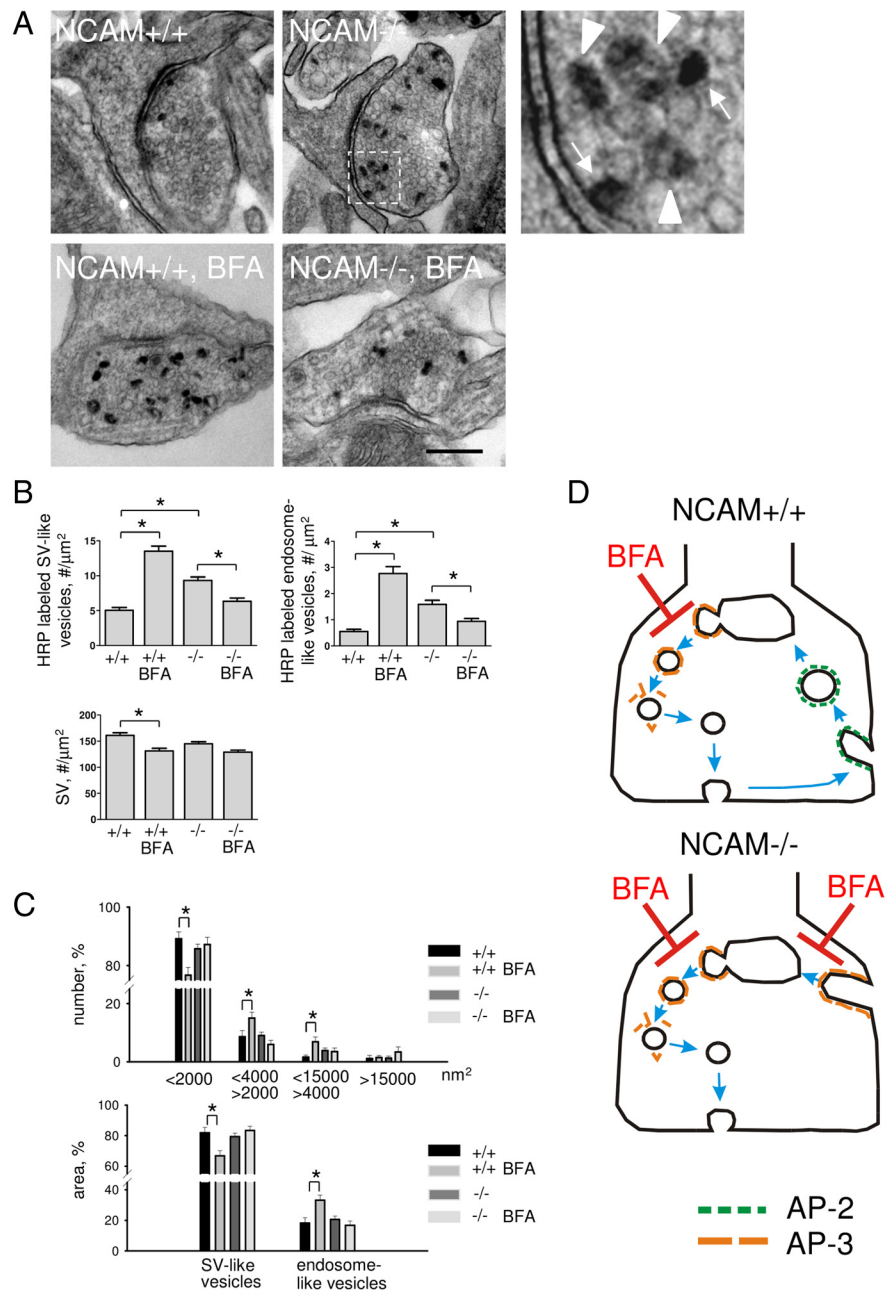 A
NCAM+/+
NCAM-/-
NCAM+/+, BFA
NCAM-/-, BFA
B
HRP labeled SV-like
vesicles, #/μm2
15
10
5
0
*
*
*
+/+
+/+
BFA
-/-
-/-
BFA
HRP labeled endosome-
like vesicles, #/ μm2
4
3
2
1
0
*
*
*
+/+
+/+
BFA
-/-
-/-
BFA
SV, #/μm2
200
150
100
50
0
*
+/+
+/+
BFA
-/-
-/-
BFA
C
number, %
100
80
20
0
*
*
*
<2000
<4000
>2000
<15000
>4000
>15000
nm2
+/+
+/+ BFA
-/-
-/- BFA
area, %
100
80
60
40
20
0
*
*
SV-like
vesicles
endosome-
like vesicles
+/+
+/+ BFA
-/-
-/- BFA
D
NCAM+/+
BFA
NCAM-/-
BFA
BFA
AP-2
AP-3